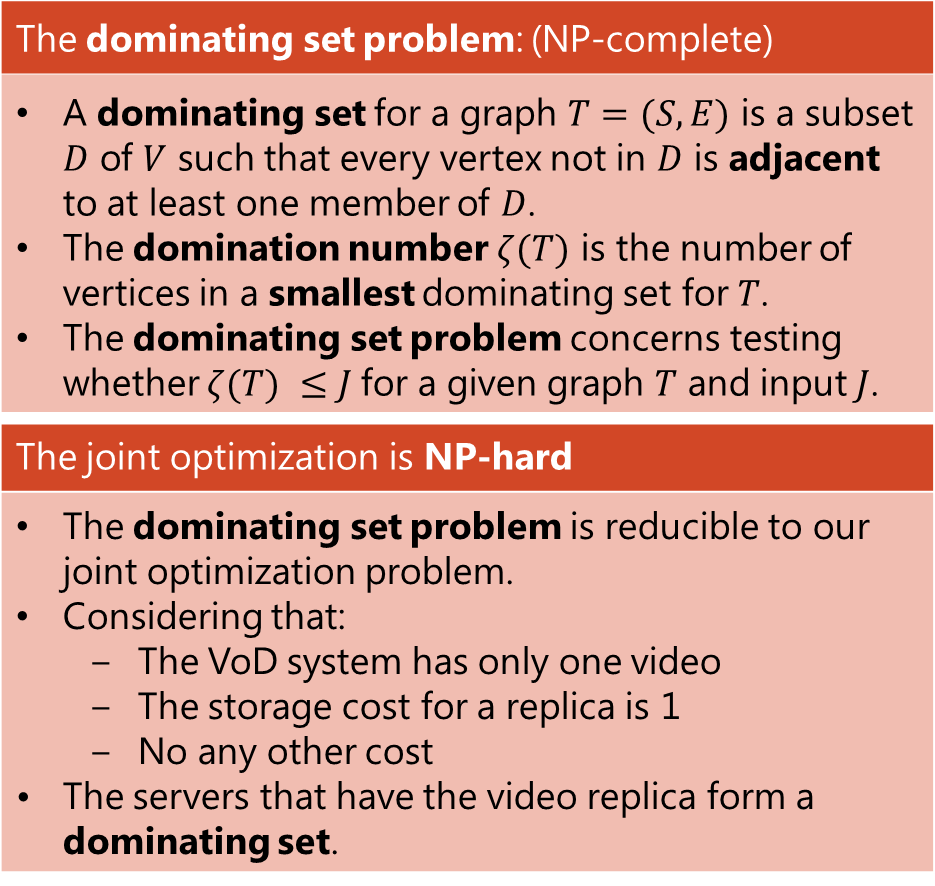 The dominating set problem: (NP-complete)
• A dominating set for a graph T = (S, E) is a subset
D of V such that every vertex not in D is adjacent
to at least one member of D.
• The domination number ζ(T) is the number of
vertices in a smallest dominating set for T.
• The dominating set problem concerns testing
whether ζ(T) ≤ J for a given graph T and input J.
The joint optimization is NP-hard
• The dominating set problem is reducible to our
joint optimization problem.
• Considering that:
– The VoD system has only one video
– The storage cost for a replica is 1
– No any other cost
• The servers that have the video replica form a
dominating set.